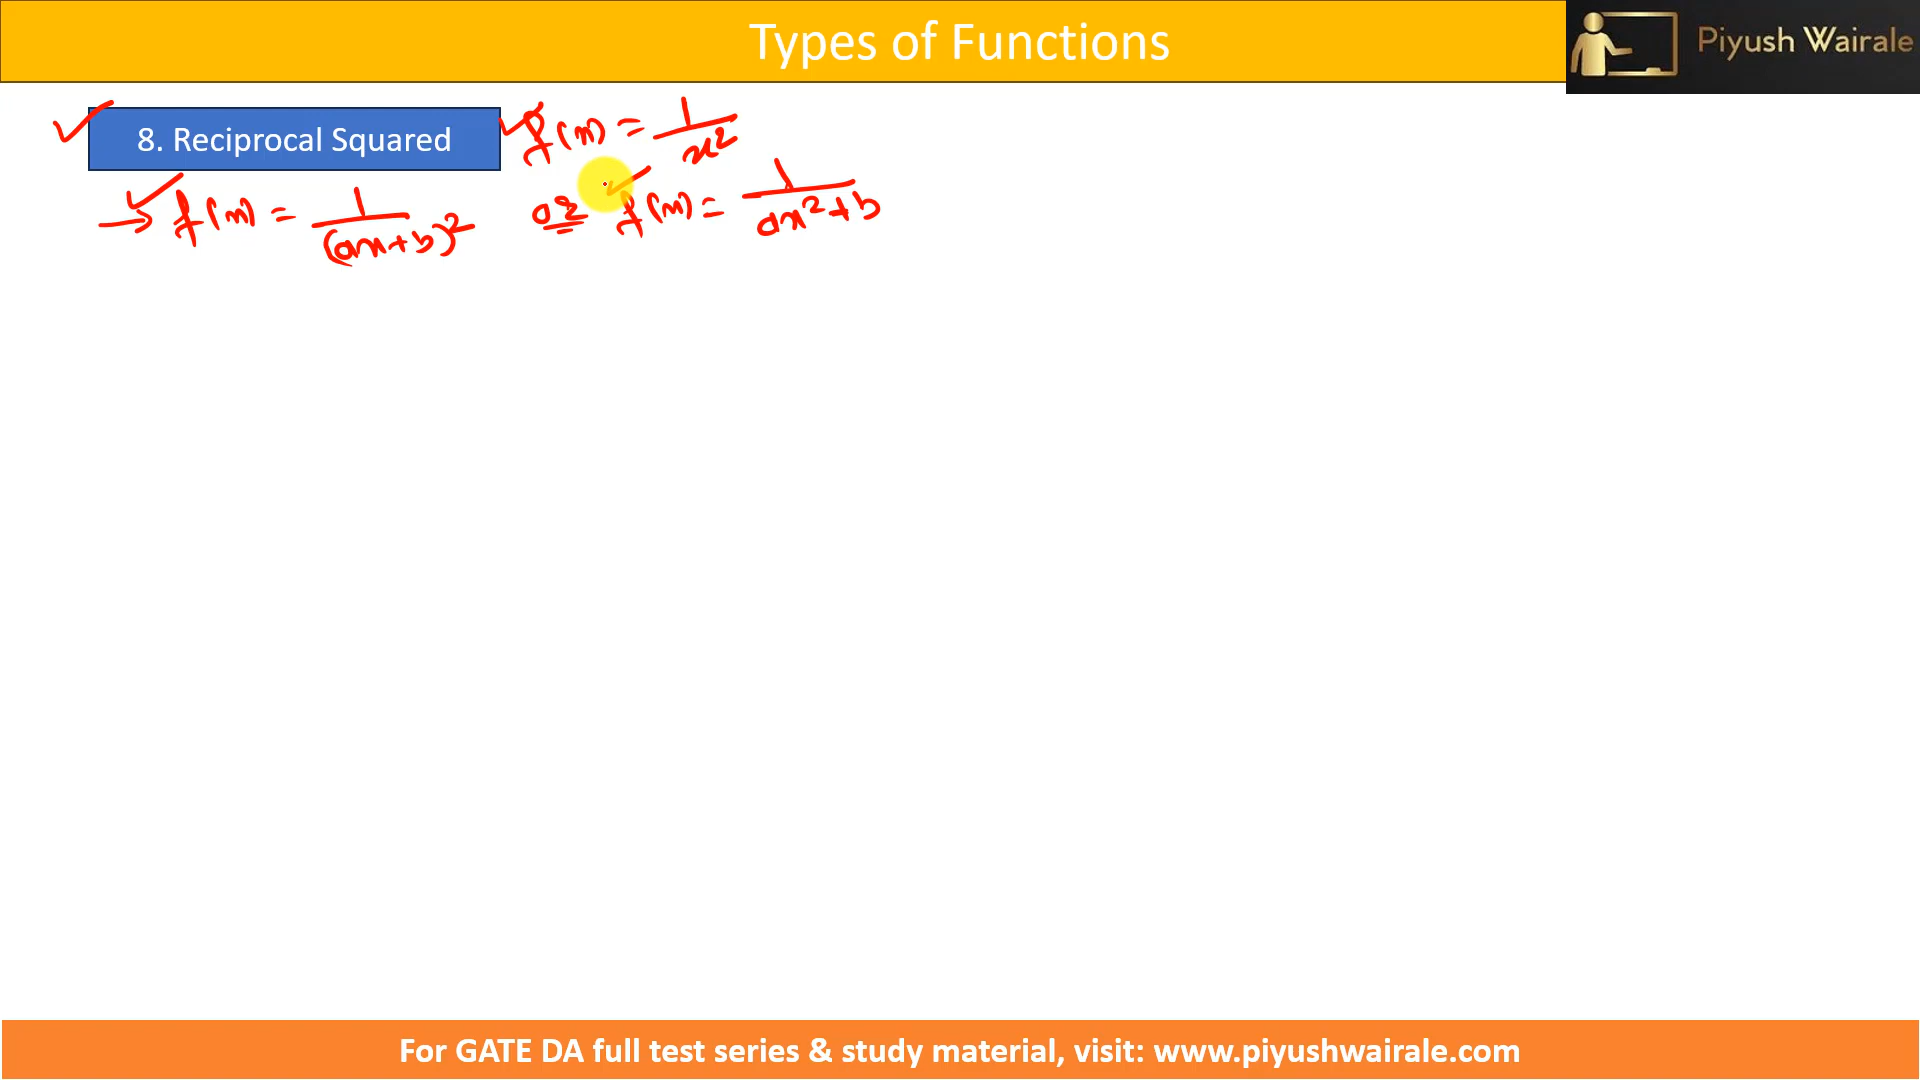 Types of Functions
Piyush Wairale
8. Reciprocal Squared
f(x) = 1/x²
→ f(x) = 1/(ax+b)² or f(x) = 1/ax²+b
For GATE DA full test series & study material, visit: www.piyushwairale.com